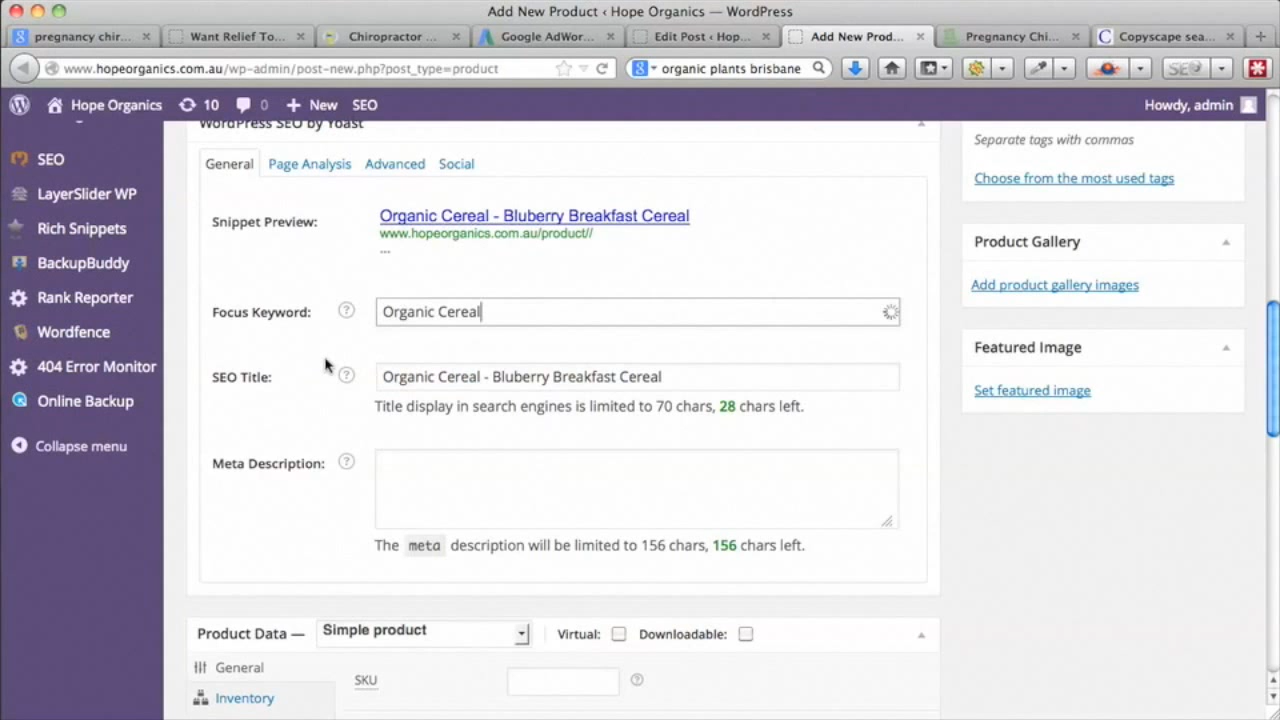 Add New Product ‹ Hope Organics — WordPress
pregnancy chir...
Want Relief To...
Chiropractor ...
Google AdWor...
Edit Post ‹ Hop...
Add New Prod...
Pregnancy Chi...
Copyscape sea...
www.hopeorganics.com.au/wp-admin/post-new.php?post_type=product
organic plants brisbane
SEO
Hope Organics
10
0
New
SEO
Howdy, admin
SEO
LayerSlider WP
Rich Snippets
BackupBuddy
Rank Reporter
Wordfence
404 Error Monitor
Online Backup
Collapse menu
WordPress SEO by Yoast
General
Page Analysis
Advanced
Social
Snippet Preview:
Organic Cereal - Bluberry Breakfast Cereal
www.hopeorganics.com.au/product//
...
Focus Keyword:
?
Organic Cereal
SEO Title:
?
Organic Cereal - Bluberry Breakfast Cereal
Title display in search engines is limited to 70 chars, 28 chars left.
Meta Description:
?
The meta description will be limited to 156 chars, 156 chars left.
Product Data —
Simple product
Virtual:
Downloadable:
General
Inventory
SKU
?
Separate tags with commas
Choose from the most used tags
Product Gallery
Add product gallery images
Featured Image
Set featured image